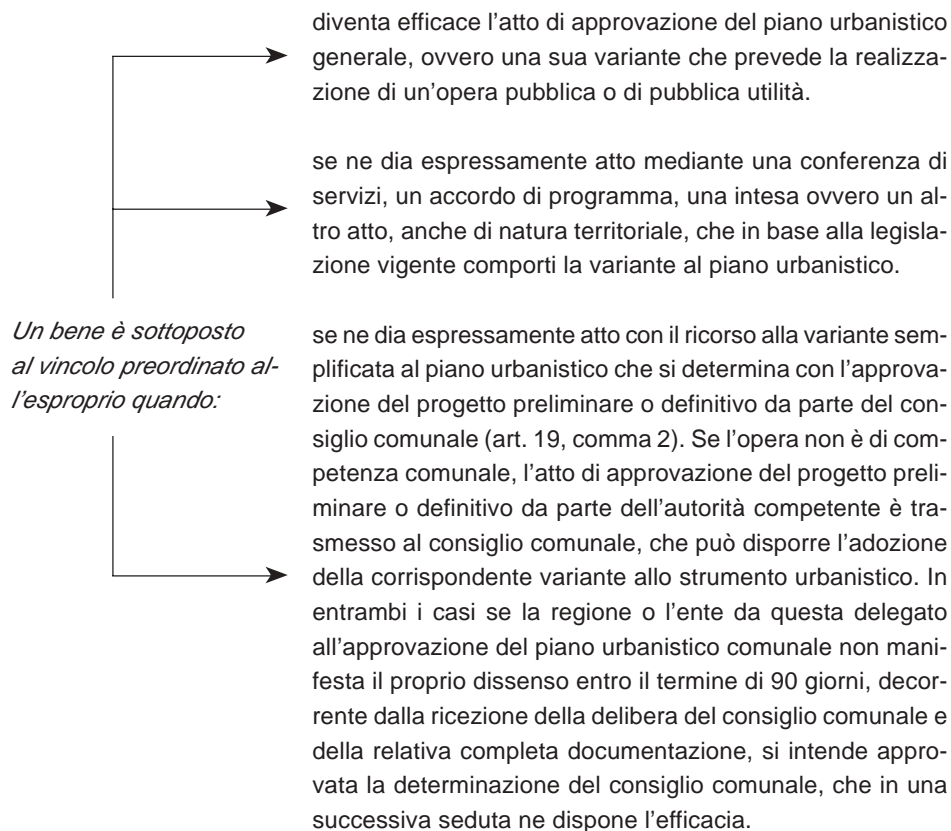 Un bene è sottoposto
al vincolo preordinato al-
l’esproprio quando:
diventa efficace l’atto di approvazione del piano urbanistico
generale, ovvero una sua variante che prevede la realizza-
zione di un’opera pubblica o di pubblica utilità.
se ne dia espressamente atto mediante una conferenza di
servizi, un accordo di programma, una intesa ovvero un al-
tro atto, anche di natura territoriale, che in base alla legisla-
zione vigente comporti la variante al piano urbanistico.
se ne dia espressamente atto con il ricorso alla variante sem-
plificata al piano urbanistico che si determina con l’approva-
zione del progetto preliminare o definitivo da parte del con-
siglio comunale (art. 19, comma 2). Se l’opera non è di com-
petenza comunale, l’atto di approvazione del progetto preli-
minare o definitivo da parte dell’autorità competente è tra-
smesso al consiglio comunale, che può disporre l’adozione
della corrispondente variante allo strumento urbanistico. In
entrambi i casi se la regione o l’ente da questa delegato
all’approvazione del piano urbanistico comunale non mani-
festa il proprio dissenso entro il termine di 90 giorni, decor-
rente dalla ricezione della delibera del consiglio comunale e
della relativa completa documentazione, si intende appro-
vata la determinazione del consiglio comunale, che in una
successiva seduta ne dispone l’efficacia.